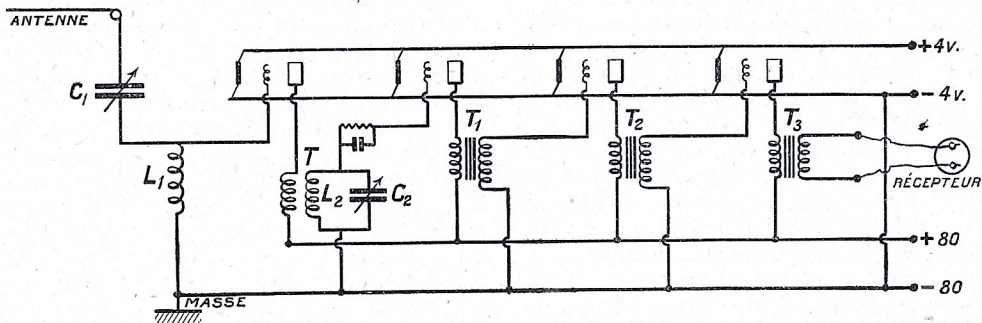 ANTENNE
+4v.
C1
-4v.
T1
T2
T3
T
L1
L2
C2
RÉCEPTEUR
+80
MASSE
-80